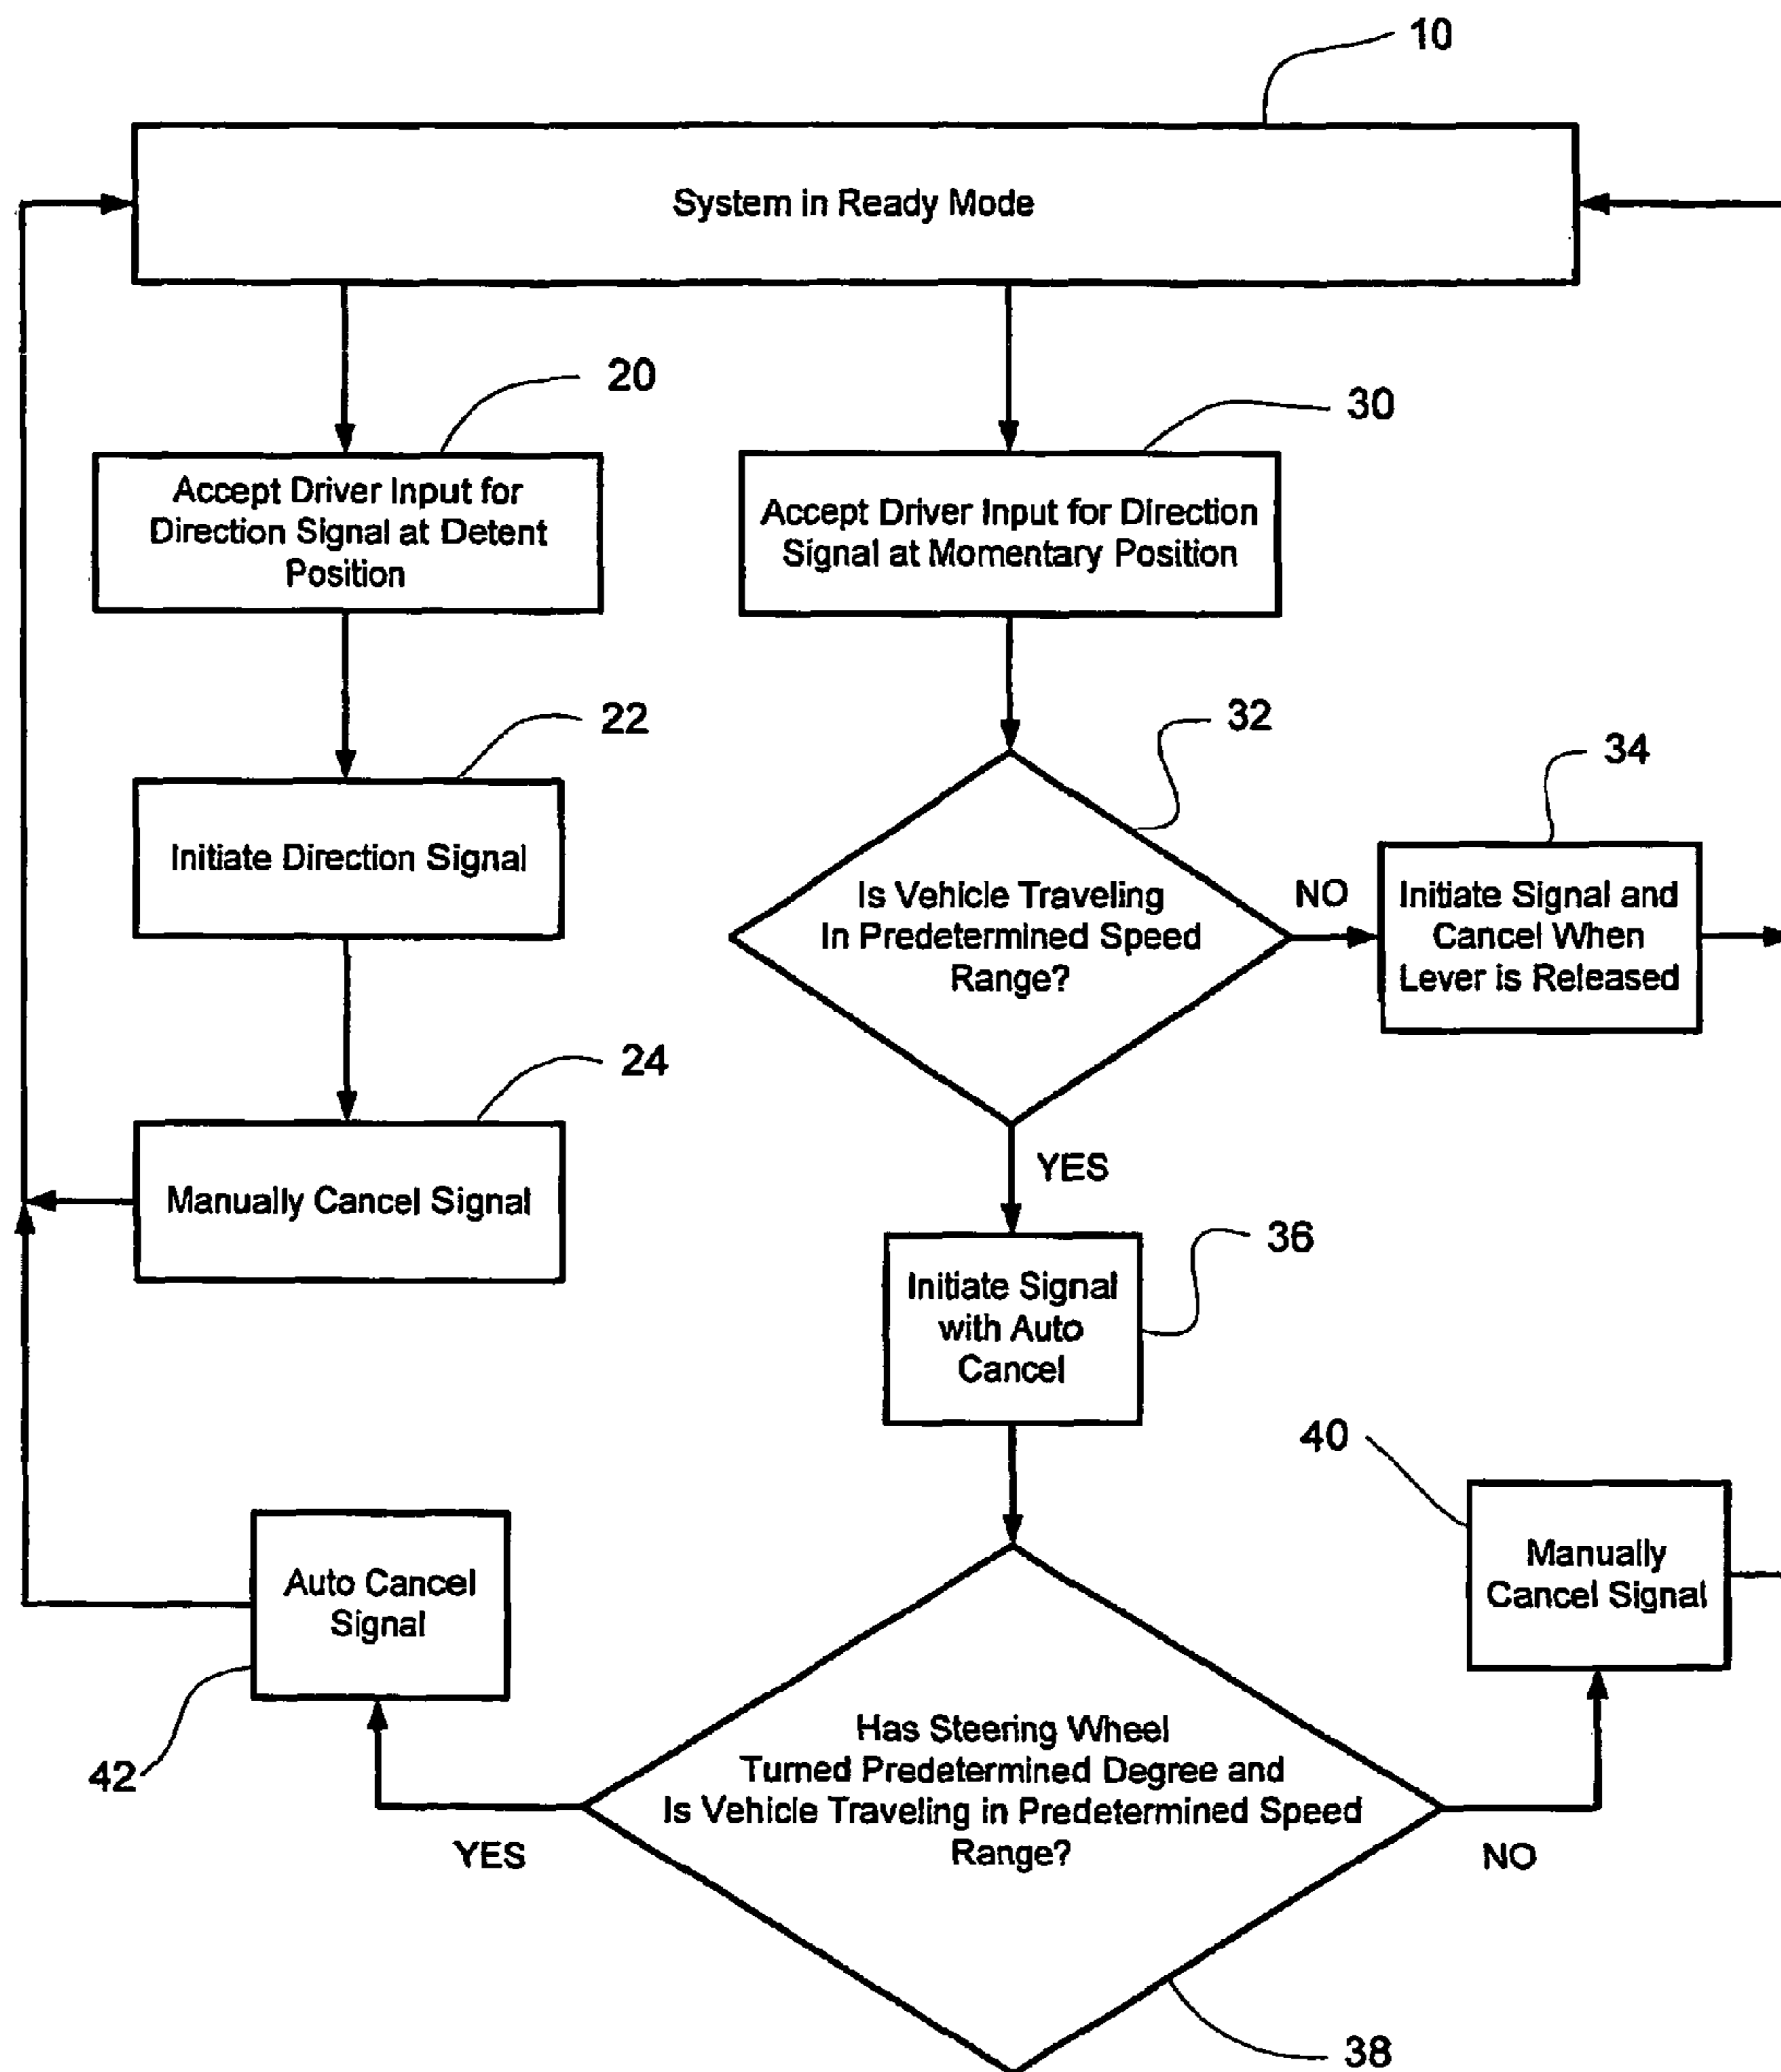 10
System in Ready Mode
20
30
Accept Driver Input for
Direction Signal at Detent
Position
Accept Driver Input for Direction
Signal at Momentary Position
22
32
34
Initiate Direction Signal
Is Vehicle Traveling
In Predetermined Speed
Range?
NO
Initiate Signal and
Cancel When
Lever is Released
24
YES
Manually Cancel Signal
36
Initiate Signal
with Auto
Cancel
40
Auto Cancel
Signal
Manually
Cancel Signal
42
Has Steering Wheel
Turned Predetermined Degree and
Is Vehicle Traveling in Predetermined Speed
Range?
YES
NO
38